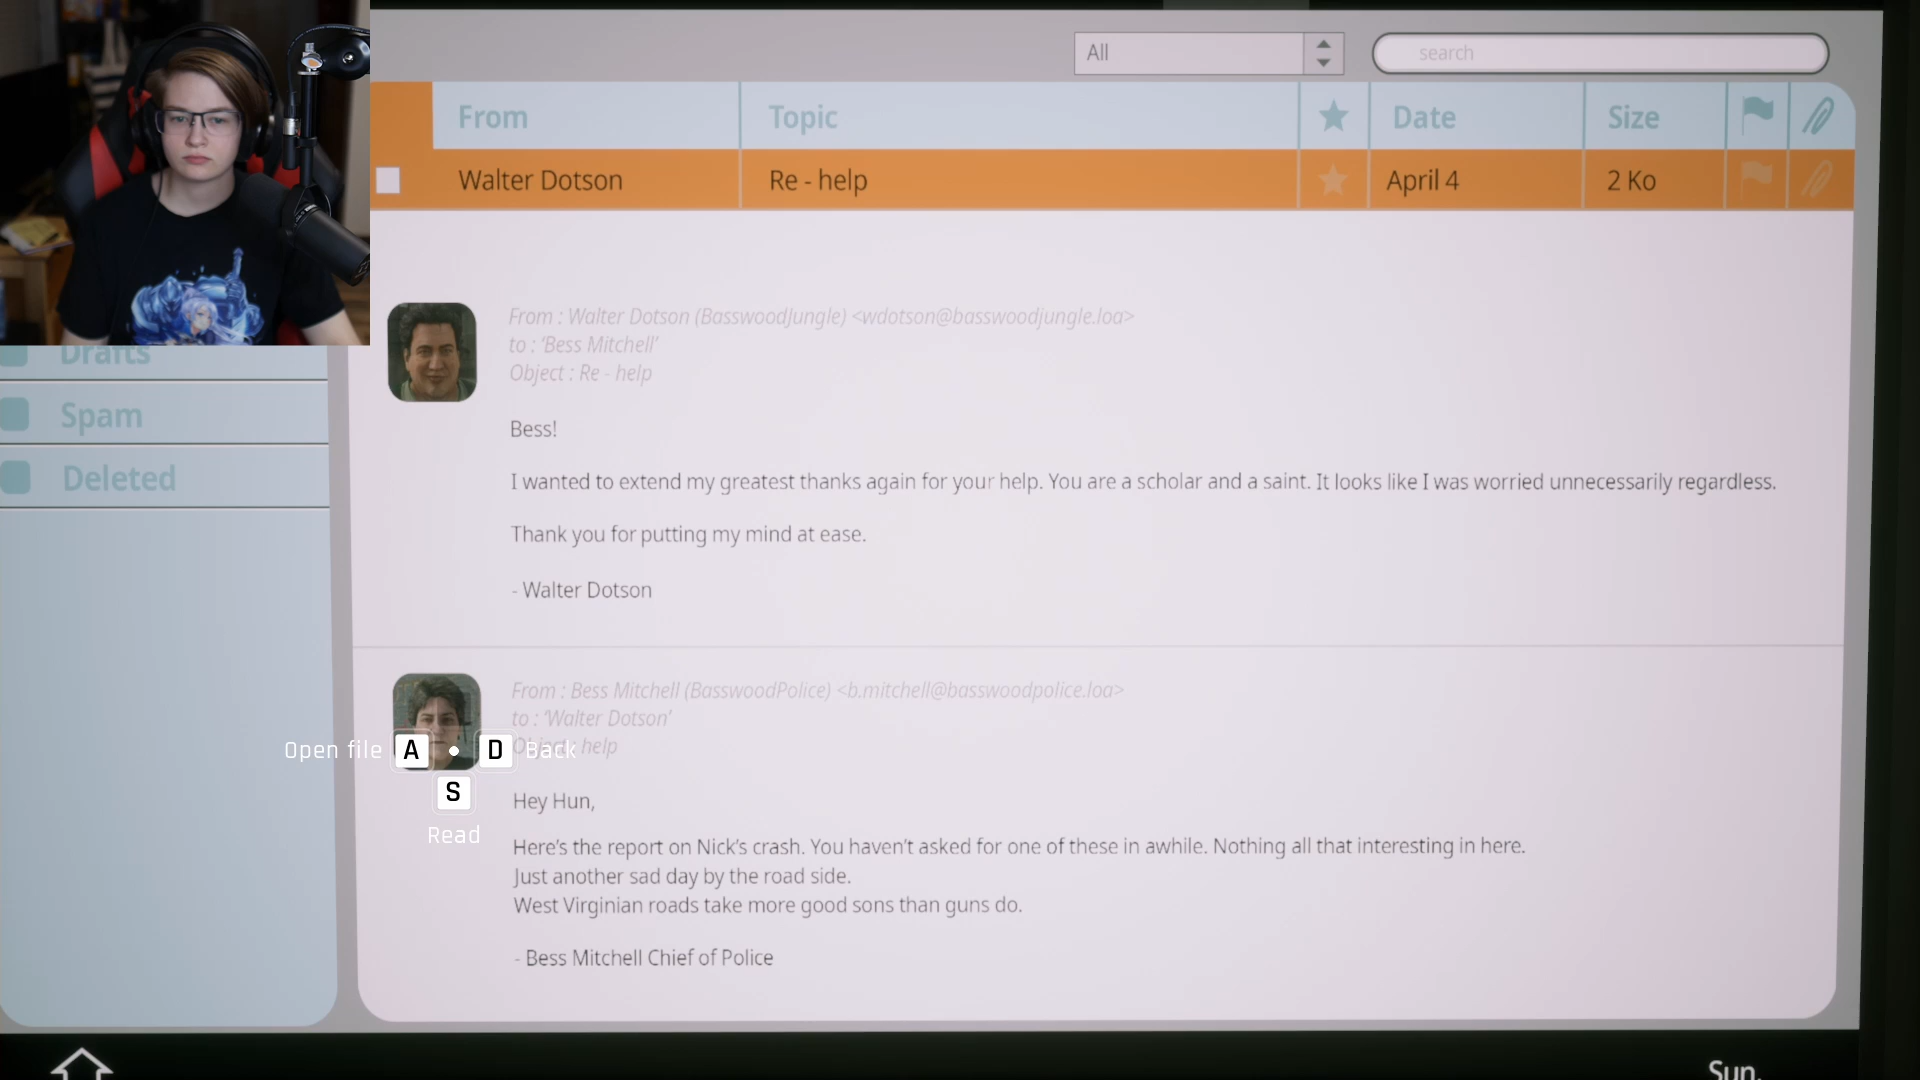 All
search
From Topic Date Size
Walter Dotson Re - help April 4 2 Ko
Drafts
Spam
Deleted
From : Walter Dotson (BasswoodJungle) <wdotson@basswoodjungle.loa>
to : ‘Bess Mitchell’
Object : Re - help
Bess!
I wanted to extend my greatest thanks again for your help. You are a scholar and a saint. It looks like I was worried unnecessarily regardless.
Thank you for putting my mind at ease.
- Walter Dotson
From : Bess Mitchell (BasswoodPolice) <b.mitchell@basswoodpolice.loa>
to : ‘Walter Dotson’
Object : help
Open file A D Back
S
Read
Hey Hun,
Here’s the report on Nick’s crash. You haven’t asked for one of these in awhile. Nothing all that interesting in here.
Just another sad day by the road side.
West Virginian roads take more good sons than guns do.
- Bess Mitchell Chief of Police
Sun.